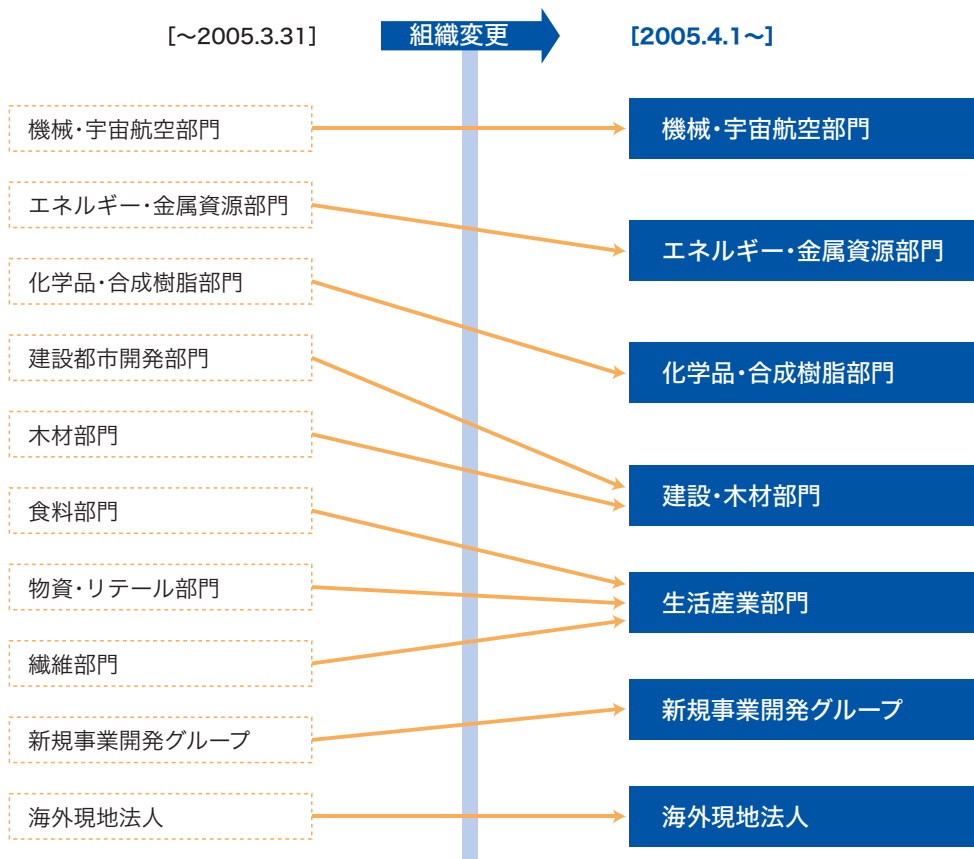 [～2005.3.31]
組織変更
[2005.4.1～]
機械・宇宙航空部門
エネルギー・金属資源部門
化学品・合成樹脂部門
建設都市開発部門
木材部門
食料部門
物資・リテール部門
繊維部門
新規事業開発グループ
海外現地法人
機械・宇宙航空部門
エネルギー・金属資源部門
化学品・合成樹脂部門
建設・木材部門
生活産業部門
新規事業開発グループ
海外現地法人